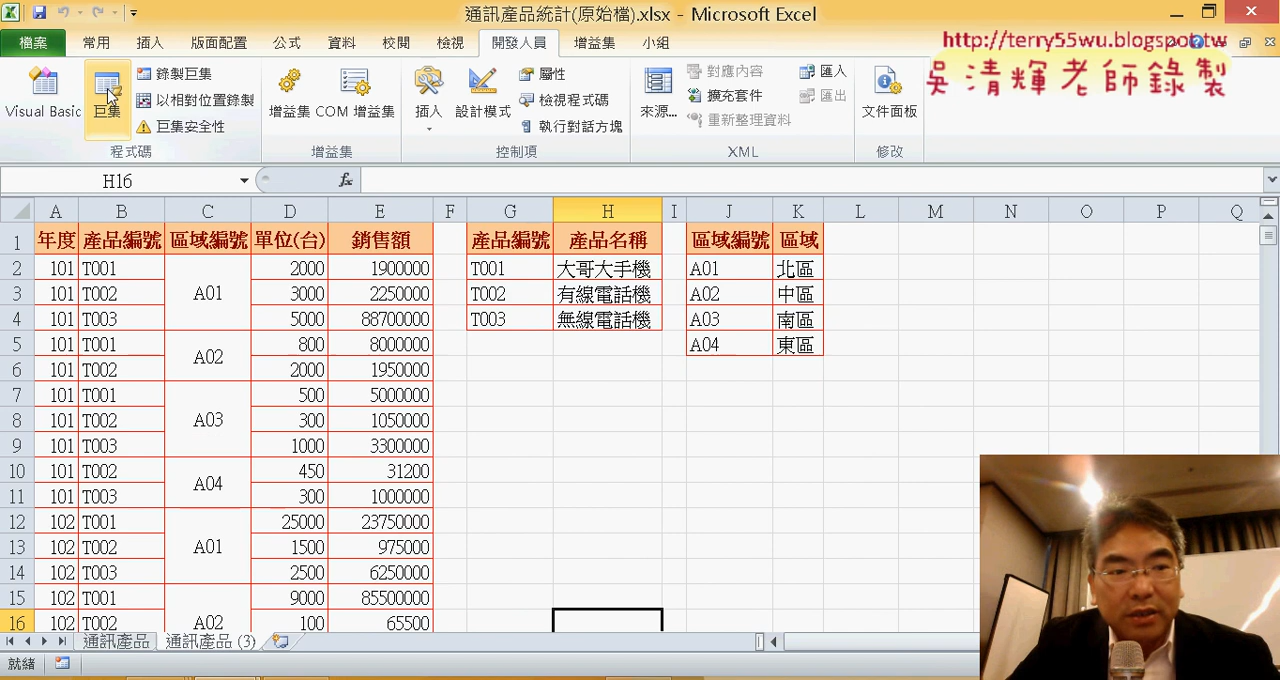 通訊產品統計(原始檔).xlsx - Microsoft Excel
檔案 常用 插入 版面配置 公式 資料 校閱 檢視 開發人員 增益集 小組
http://terry55wu.blogspot.tw
吳清輝老師錄製
Visual Basic 巨集 錄製巨集 以相對位置錄製 巨集安全性 程式碼
增益集 COM 增益集 增益集
插入 設計模式 屬性 檢視程式碼 執行對話方塊 控制項
來源... 對應內容 擴充套件 重新整理資料 匯入 匯出 XML
文件面板 修改
H16 fx
A B C D E F G H I J K L M N O P Q
1 年度 產品編號 區域編號 單位(台) 銷售額 產品編號 產品名稱 區域編號 區域
2 101 T001 2000 1900000 T001 大哥大手機 A01 北區
3 101 T002 A01 3000 2250000 T002 有線電話機 A02 中區
4 101 T003 5000 88700000 T003 無線電話機 A03 南區
5 101 T001 A02 800 8000000 A04 東區
6 101 T002 2000 1950000
7 101 T001 500 5000000
8 101 T002 A03 300 1050000
9 101 T003 1000 3300000
10 101 T002 A04 450 31200
11 101 T003 300 1000000
12 102 T001 25000 23750000
13 102 T002 A01 1500 975000
14 102 T003 2500 6250000
15 102 T001 9000 85500000
16 102 T002 A02 100 65500
通訊產品 通訊產品 (3)
就緒